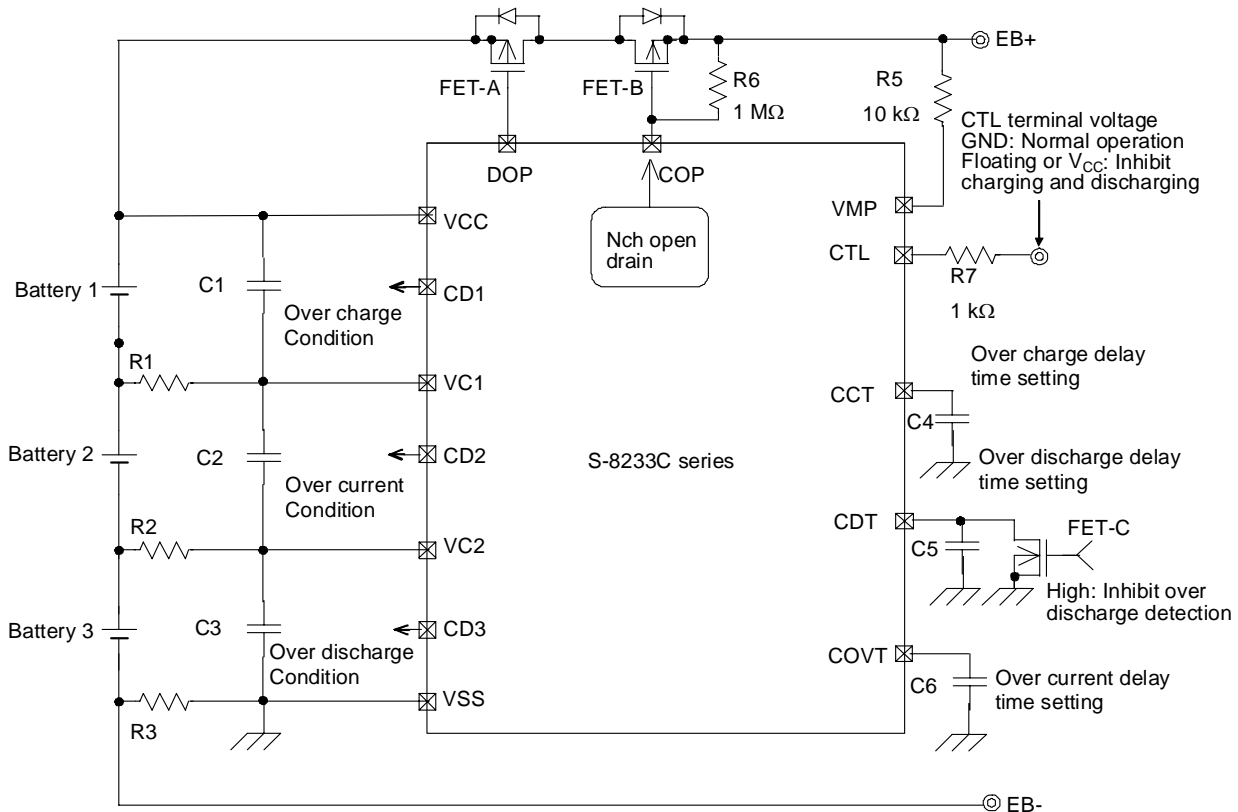 EB+
FET-A
FET-B
R6
1 MΩ
R5
10 kΩ
CTL terminal voltage
GND: Normal operation
Floating or VCC: Inhibit
charging and discharging
DOP
COP
Nch open
drain
VMP
CTL
R7
1 kΩ
VCC
Battery 1
C1
CD1
Over charge
Condition
R1
VC1
Over charge delay
time setting
CCT
C4
Battery 2
C2
CD2
S-8233C series
Over current
Condition
Over discharge delay
time setting
R2
VC2
CDT
C5
FET-C
High: Inhibit over
discharge detection
Battery 3
C3
CD3
Over discharge
Condition
COVT
C6
Over current delay
time setting
R3
VSS
EB-